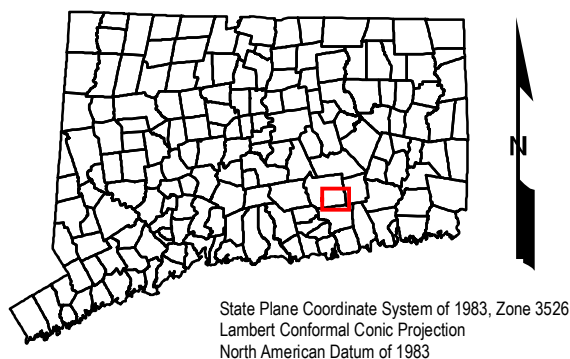 N
State Plane Coordinate System of 1983, Zone 3526
Lambert Conformal Conic Projection
North American Datum of 1983